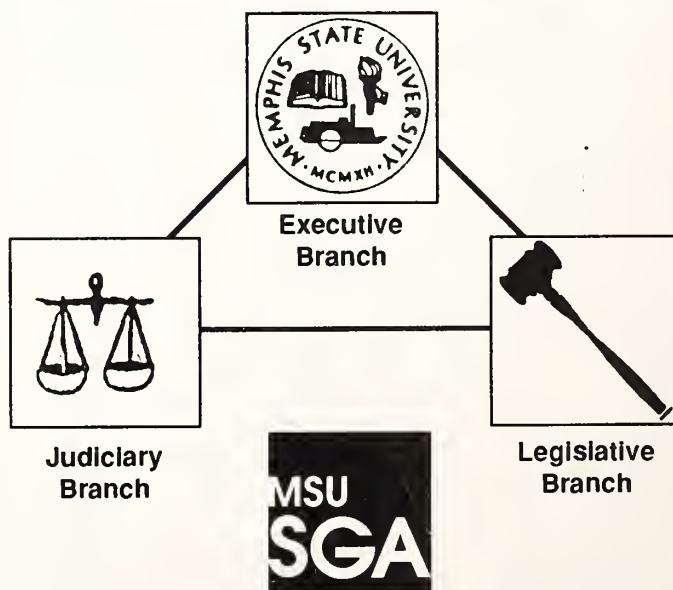 MEMPHIS STATE UNIVERSITY
· MCMXII ·
Executive
Branch
Judiciary
Branch
Legislative
Branch
MSU
SGA